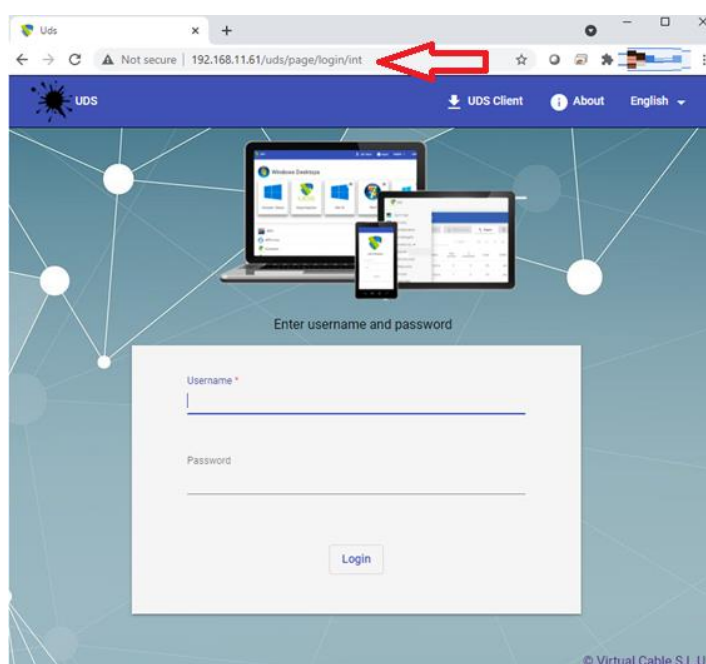 Uds
Not secure | 192.168.11.61/uds/page/login/int
UDS
UDS Client
About
English
Windows Desktops
Enter username and password
Username *
Password
Login
© Virtual Cable S.L.U